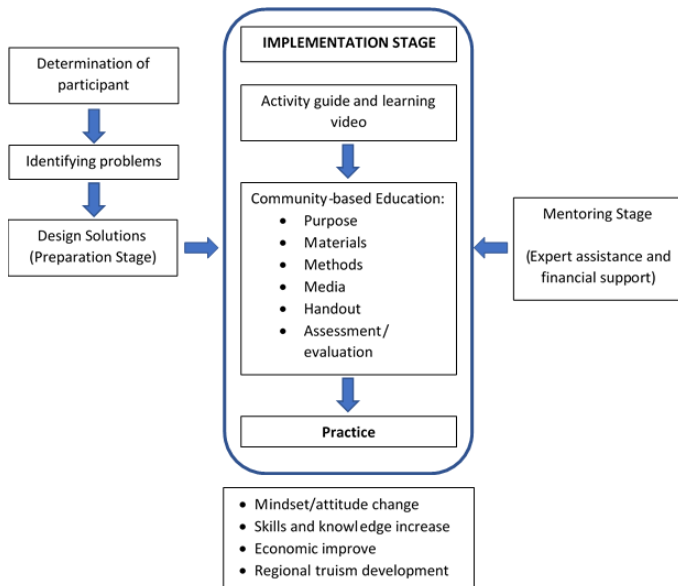 Determination of
participant
Identifying problems
Design Solutions
(Preparation Stage)
IMPLEMENTATION STAGE
Activity guide and learning
video
Community-based Education:
• Purpose
• Materials
• Methods
• Media
• Handout
• Assessment/
evaluation
Practice
Mentoring Stage
(Expert assistance and
financial support)
• Mindset/attitude change
• Skills and knowledge increase
• Economic improve
• Regional truism development